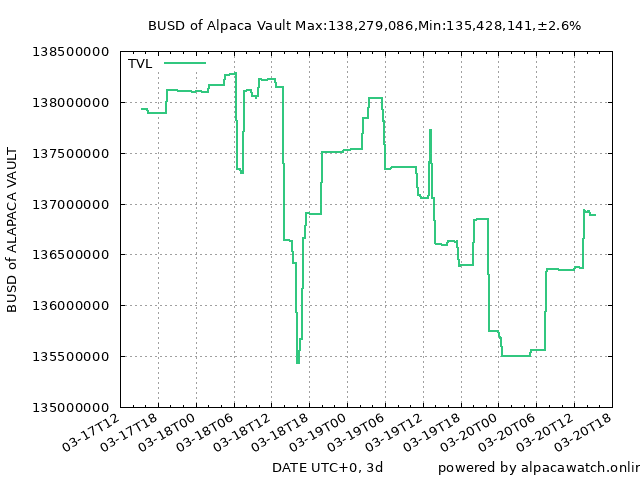 BUSD of Alpaca Vault Max:138,279,086,Min:135,428,141,±2.6%
TVL
138500000
138000000
137500000
137000000
136500000
136000000
135500000
135000000
BUSD of ALAPACA VAULT
03-17T12
03-17T18
03-18T00
03-18T06
03-18T12
03-18T18
03-19T00
03-19T06
03-19T12
03-19T18
03-20T00
03-20T06
03-20T12
03-20T18
DATE UTC+0, 3d
powered by alpacawatch.onlin